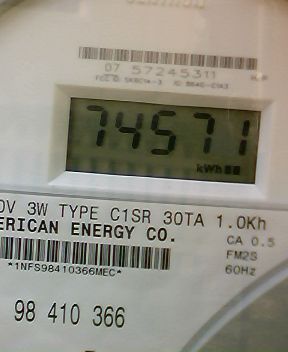 07 57245311
74571
kWh
0V 3W TYPE C1SR 30TA 1.0Kh
ERICAN ENERGY CO.
CA 0.5
FM2S
60Hz
*1NFS98410366MEC*
98 410 366